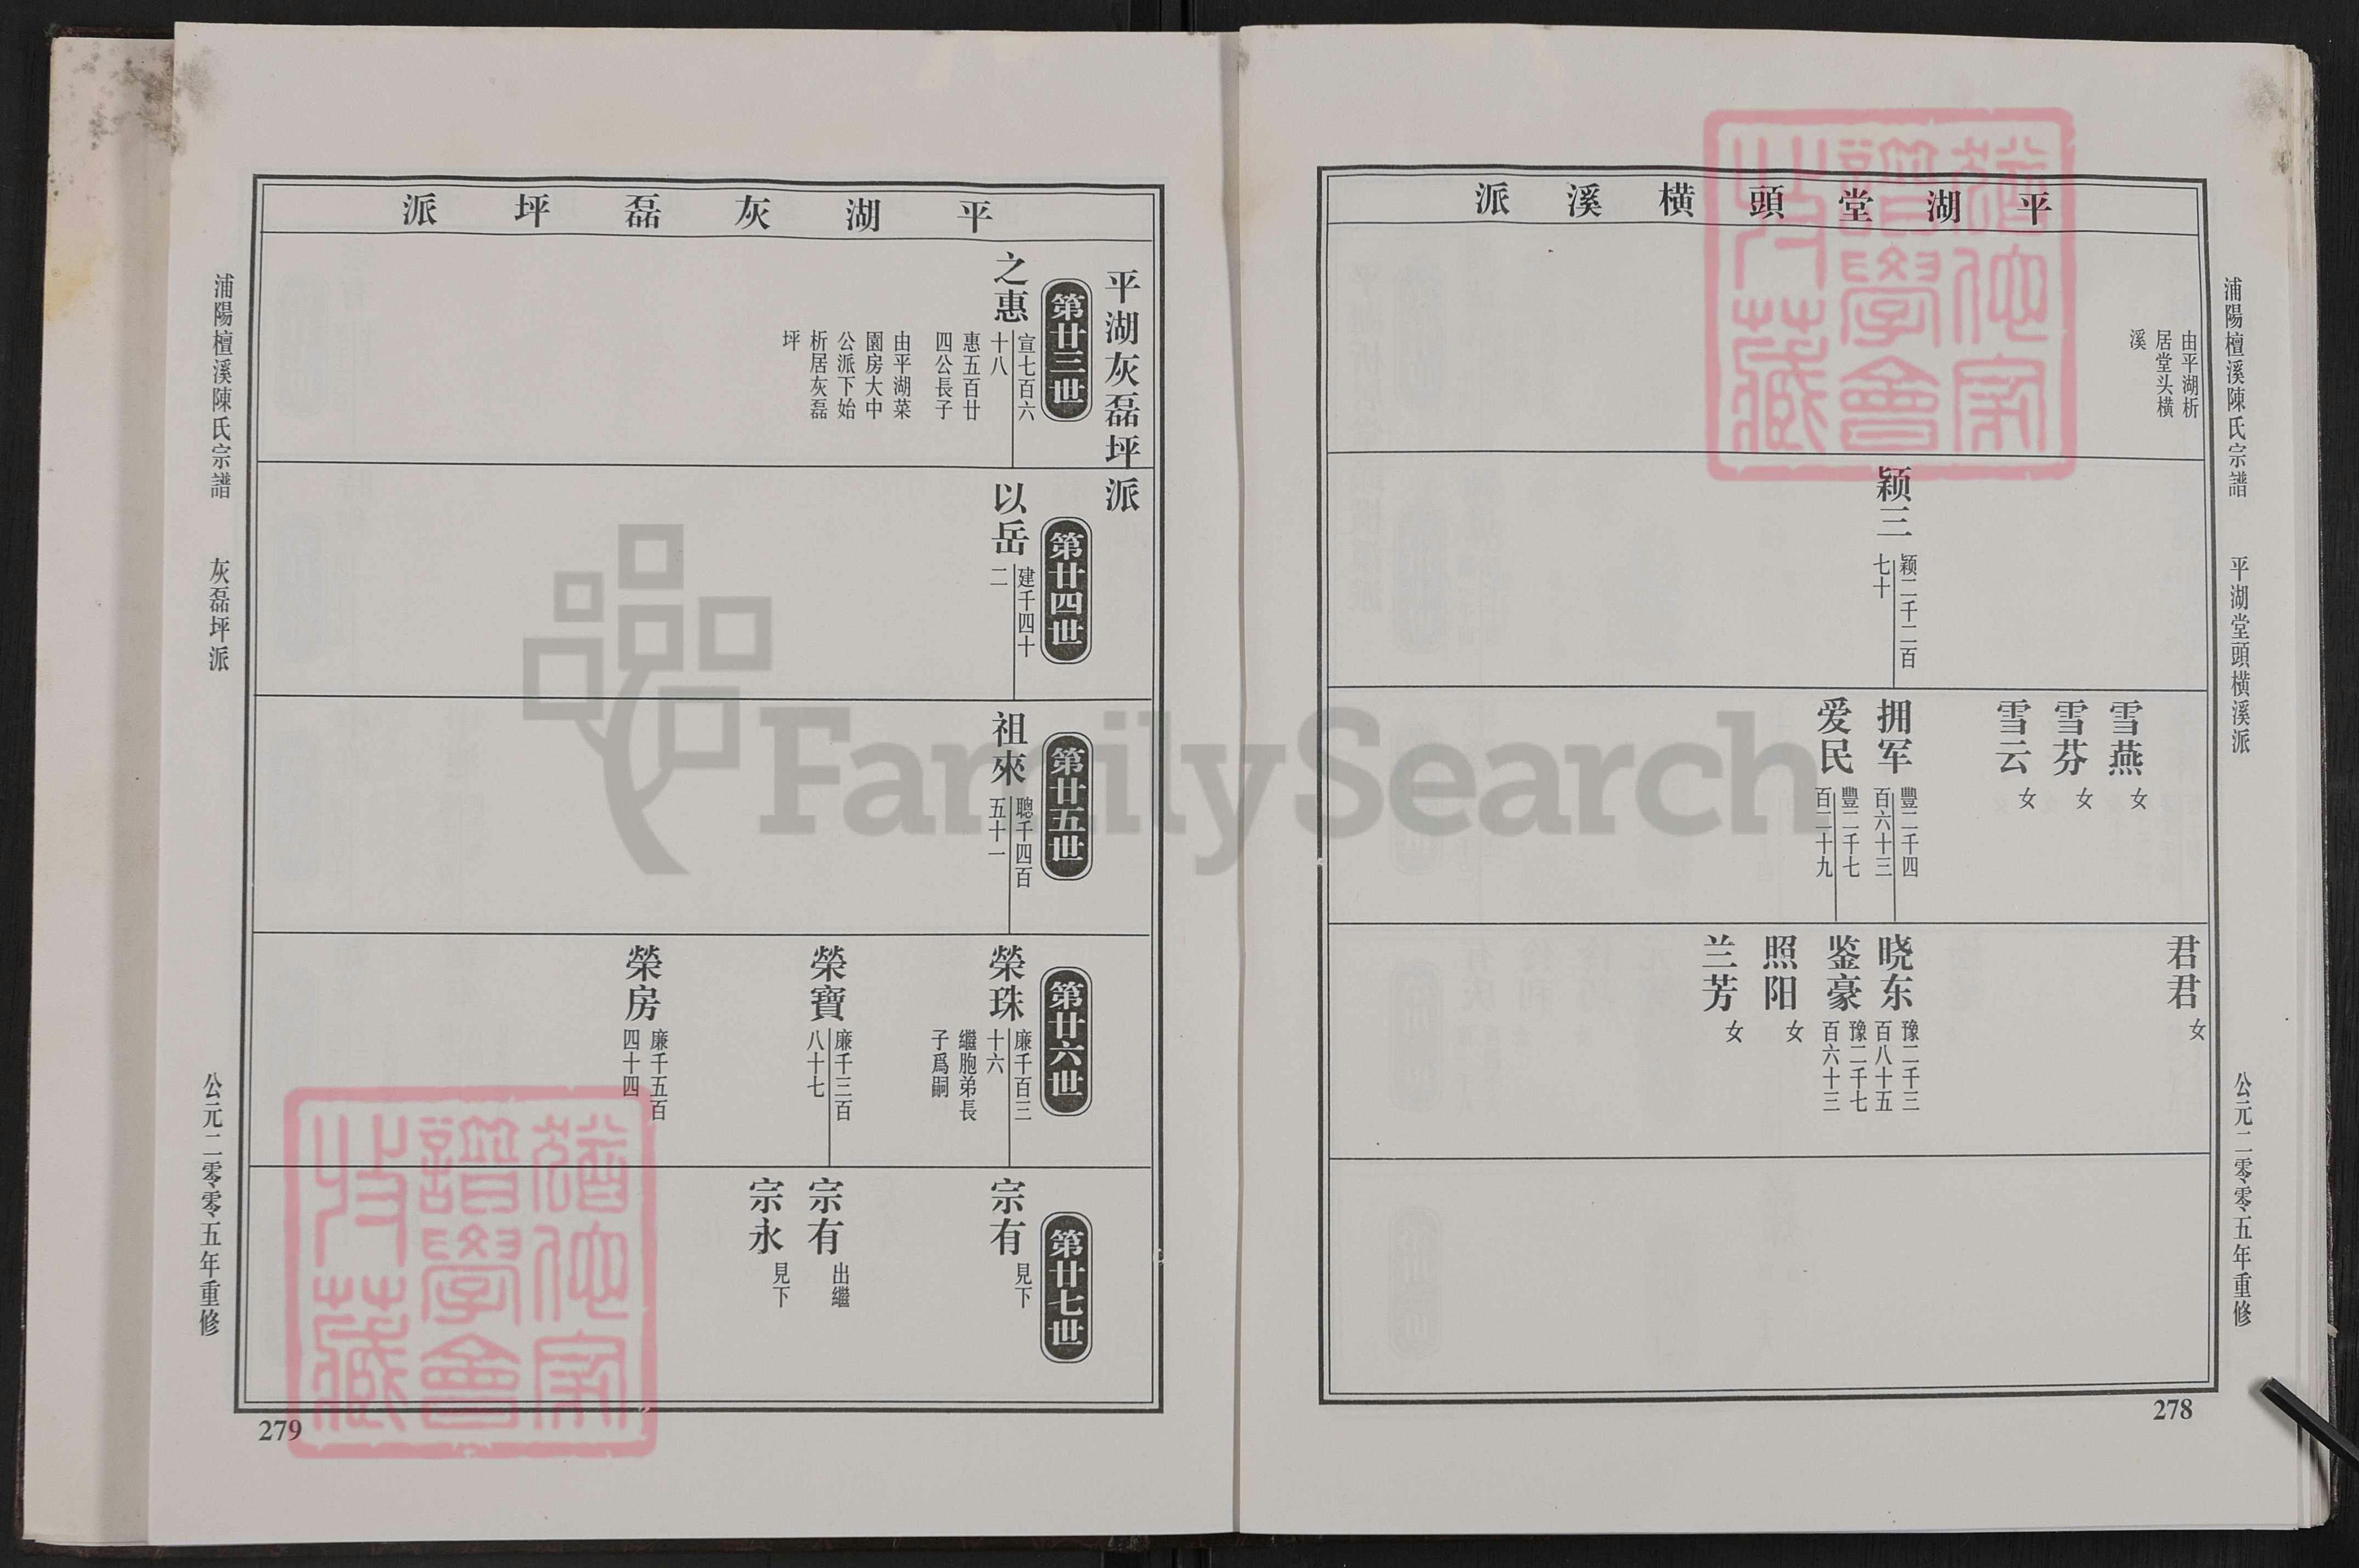 浦陽檀溪陳氏宗譜
平湖堂頭橫溪派
公元二零零五年重修
平湖堂頭橫溪派
由平湖析
居堂头横
溪
颖三
颖二千二百
七十
雪燕
女
雪芬
女
雪云
女
拥军
豐二千四
百六十三
爱民
豐二千七
百二十九
君君
女
晓东
豫二千三
百八十五
鉴豪
豫二千七
百六十三
照阳
女
兰芳
女
278
平湖灰磊坪派
平湖灰磊坪派
第廿三世
之惠
宣七百六
十八
惠五百廿
四公長子
由平湖菜
園房大中
公派下始
析居灰磊
坪
第廿四世
以岳
建千四十
二
第廿五世
祖來
聰千四百
五十一
第廿六世
榮珠
廉千百三
十六
繼胞弟長
子爲嗣
榮寶
廉千三百
八十七
榮房
廉千五百
四十四
第廿七世
宗有
見下
宗有
出繼
宗永
見下
浦陽檀溪陳氏宗譜
灰磊坪派
公元二零零五年重修
279
FamilySearch